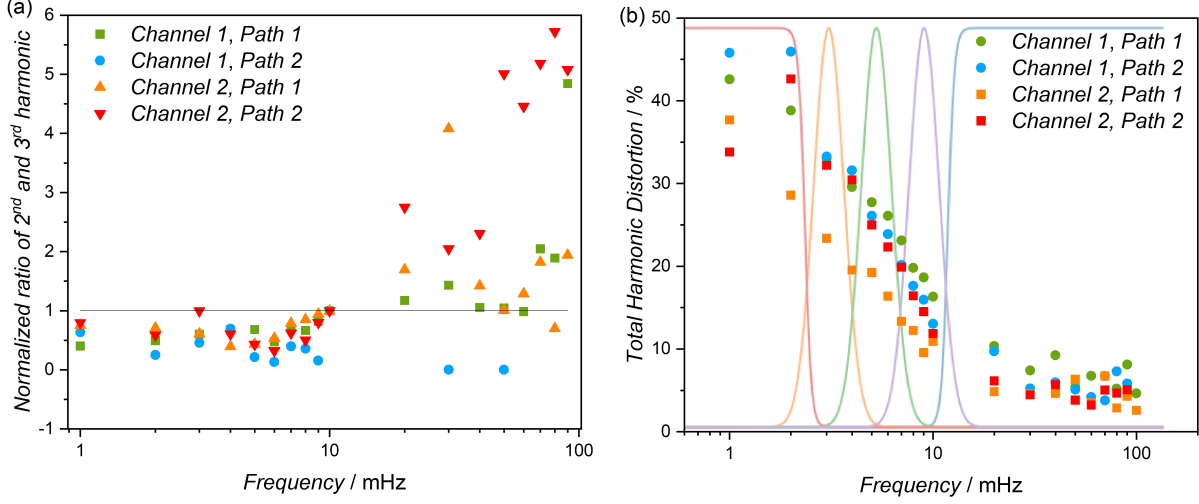 (a)
6
5
4
3
2
1
0
-1
1
10
100
Normalized ratio of 2nd and 3rd harmonic
Frequency / mHz
Channel 1, Path 1
Channel 1, Path 2
Channel 2, Path 1
Channel 2, Path 2
(b)
50
40
30
20
10
0
1
10
100
Total Harmonic Distortion / %
Frequency / mHz
Channel 1, Path 1
Channel 1, Path 2
Channel 2, Path 1
Channel 2, Path 2